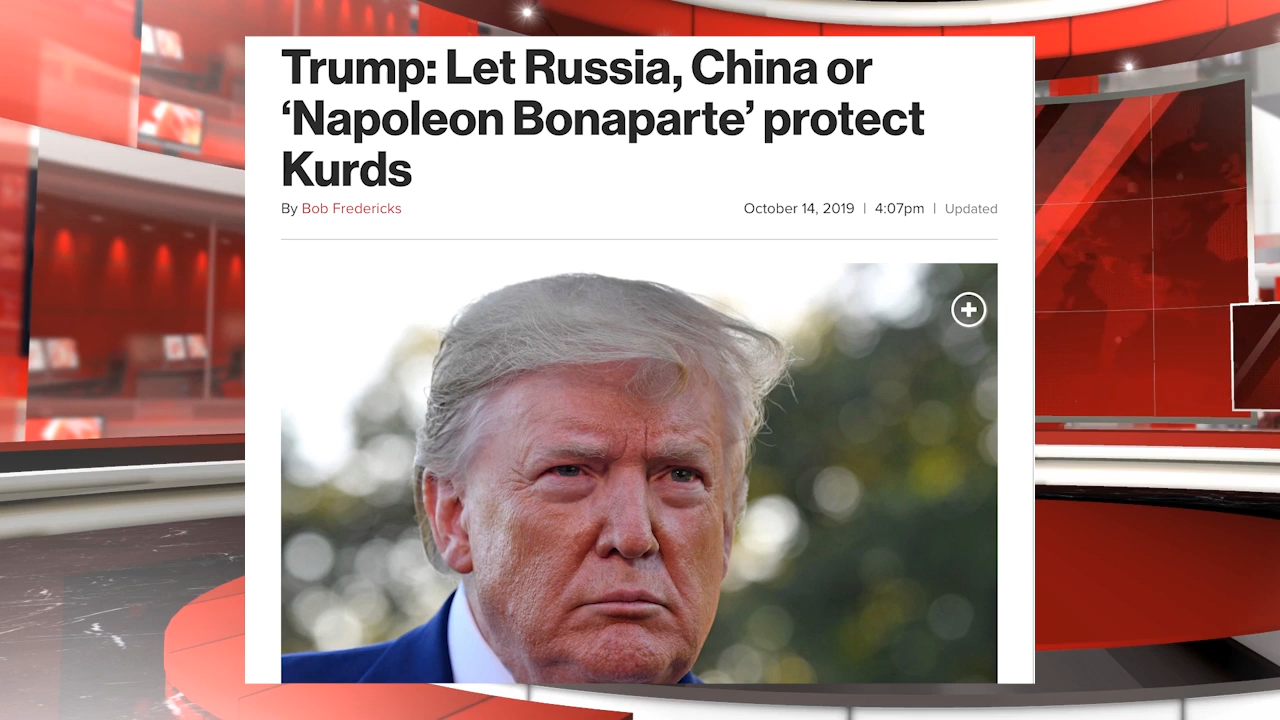 Trump: Let Russia, China or
‘Napoleon Bonaparte’ protect
Kurds
By Bob Fredericks
October 14, 2019 | 4:07pm | Updated